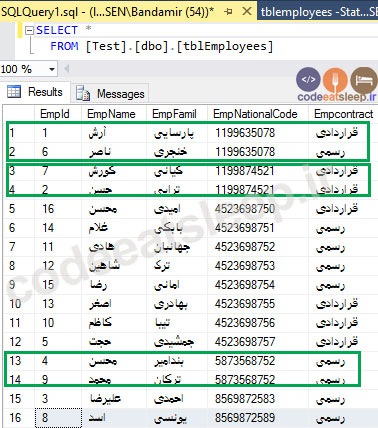 SQLQuery1.sql - (l...SEN\Bandamir (54))* tblemployees -Stat
SELECT *
FROM [Test].[dbo].[tblEmployees]
100 %
codeeatsleep.ir
Results Messages
EmpId EmpName EmpFamil EmpNationalCode Empcontract
1 1 آرش پارسایی 1199635078 قراردادی
2 6 ناصر خنجری 1199635078 رسمی
3 7 کورش کیانی 1199874521 قراردادی
4 2 حسن ترابی 1199874521 قراردادی
5 16 محسن امیدی 4523698750 قراردادی
6 14 غلام بابکی 4523698751 رسمی
7 11 هادی جهانیان 4523698752 رسمی
8 12 شاهین ترک 4523698753 رسمی
9 15 رضا امانی 4523698754 رسمی
10 13 اصغر بهادری 4523698755 قراردادی
11 10 کاظم تیبا 4523698756 قراردادی
12 5 حجت جمشیدی 4523698757 قراردادی
13 4 محسن بندامیر 5873568752 رسمی
14 9 محمد ترکان 5873568752 رسمی
15 3 علیرضا احمدی 8569872583 رسمی
16 8 اسد یونسی 8569872589 رسمی
codeeatsleep.ir